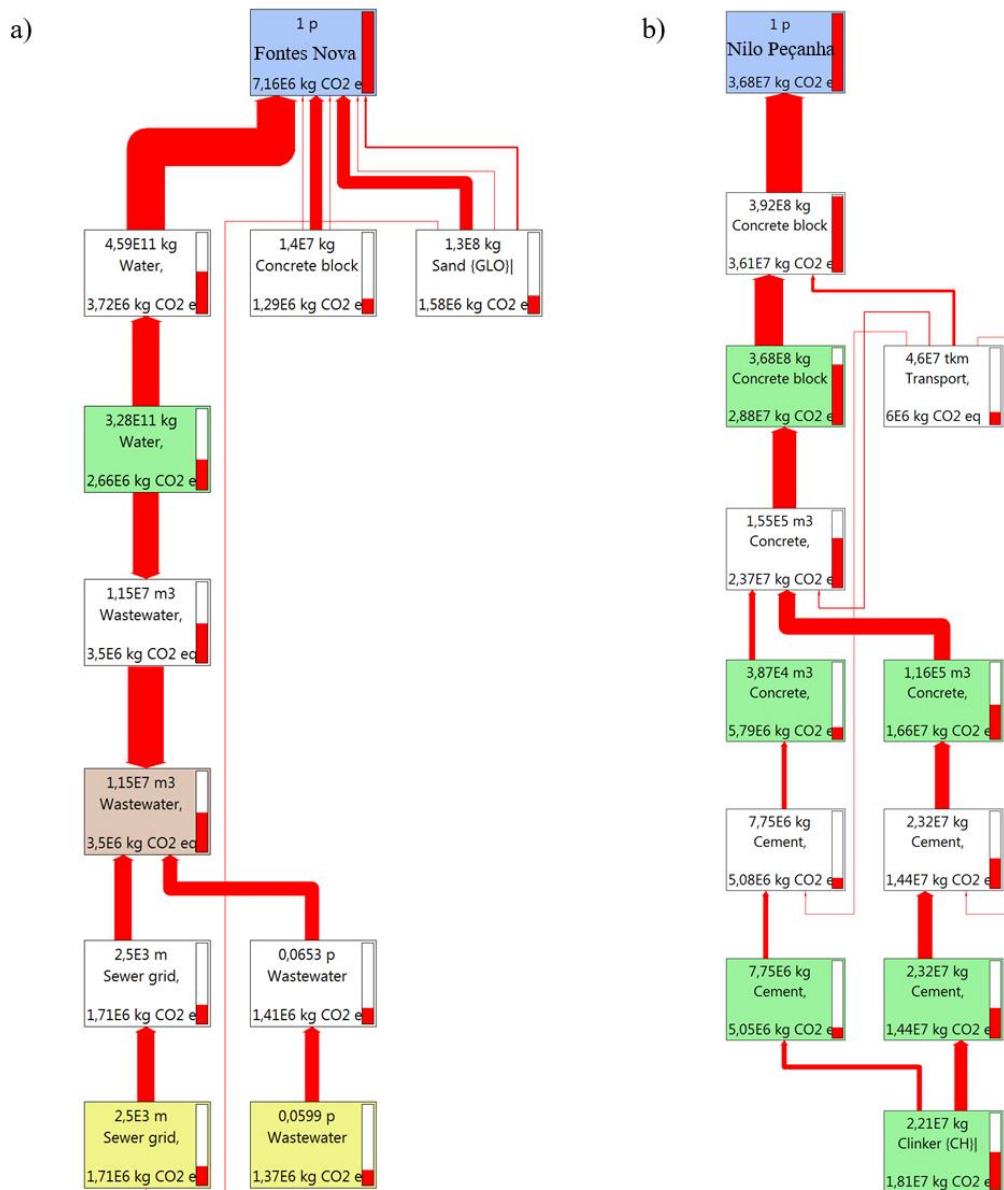 a)
1 p
Fontes Nova
7,16E6 kg CO2 e
4,59E11 kg
Water,
3,72E6 kg CO2 e
1,4E7 kg
Concrete block
1,29E6 kg CO2 e
1,3E8 kg
Sand {GLO}|
1,58E6 kg CO2 e
3,28E11 kg
Water,
2,66E6 kg CO2 e
1,15E7 m3
Wastewater,
3,5E6 kg CO2 eq
1,15E7 m3
Wastewater,
3,5E6 kg CO2 eq
2,5E3 m
Sewer grid,
1,71E6 kg CO2 e
0,0653 p
Wastewater
1,41E6 kg CO2 e
2,5E3 m
Sewer grid,
1,71E6 kg CO2 e
0,0599 p
Wastewater
1,37E6 kg CO2 e
b)
1 p
Nilo Peçanha
3,68E7 kg CO2 e
3,92E8 kg
Concrete block
3,61E7 kg CO2 e
3,68E8 kg
Concrete block
2,88E7 kg CO2 e
4,6E7 tkm
Transport,
6E6 kg CO2 eq
1,55E5 m3
Concrete,
2,37E7 kg CO2 e
3,87E4 m3
Concrete,
5,79E6 kg CO2 e
1,16E5 m3
Concrete,
1,66E7 kg CO2 e
7,75E6 kg
Cement,
5,08E6 kg CO2 e
2,32E7 kg
Cement,
1,44E7 kg CO2 e
7,75E6 kg
Cement,
5,05E6 kg CO2 e
2,32E7 kg
Cement,
1,44E7 kg CO2 e
2,21E7 kg
Clinker {CH}|
1,81E7 kg CO2 e